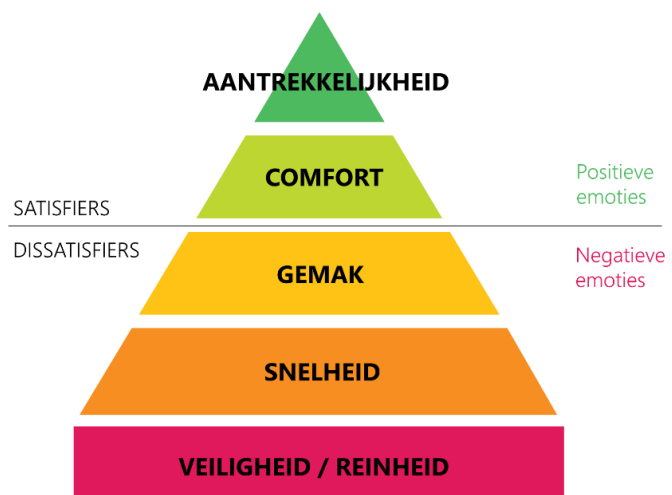 AANTREKKELIJKHEID
COMFORT
Positieve
emoties
SATISFIERS
DISSATISFIERS
Negatieve
emoties
GEMAK
SNELHEID
VEILIGHEID / REINHEID